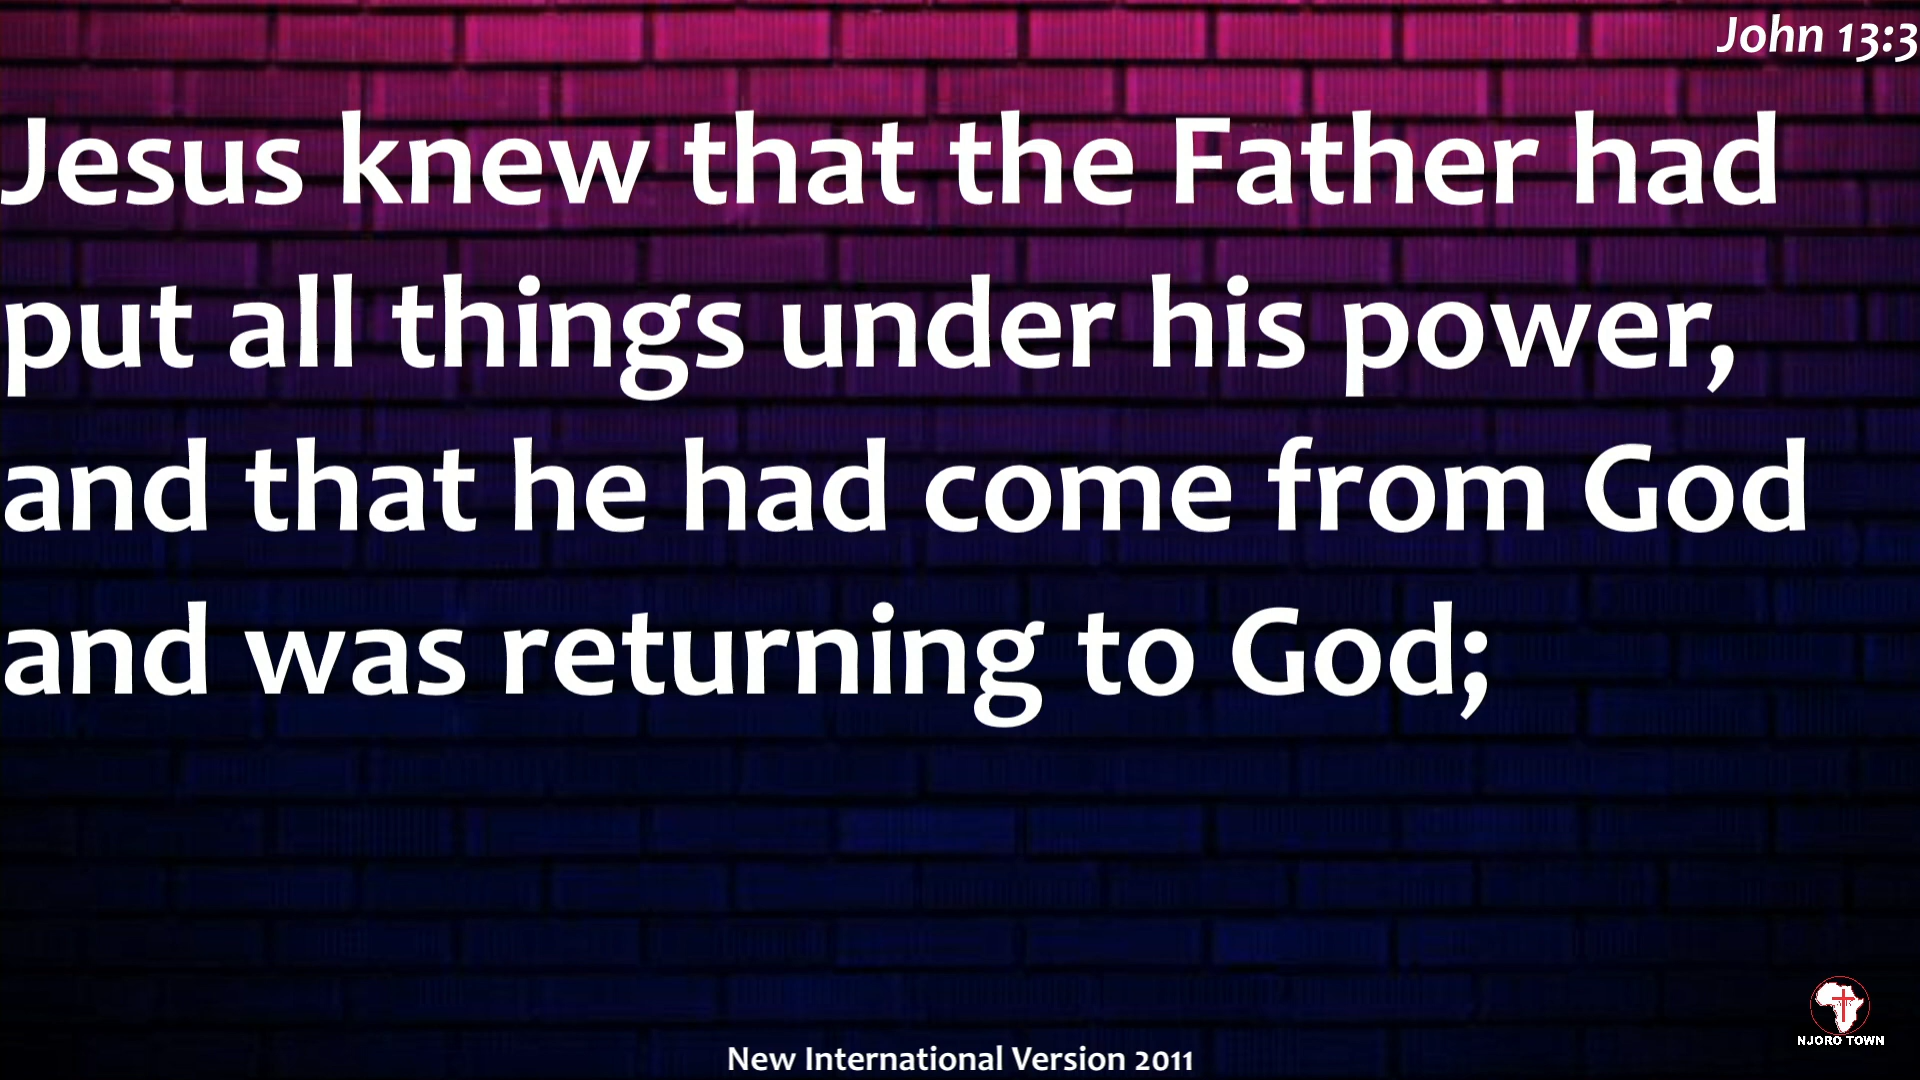 John 13:3
Jesus knew that the Father had
put all things under his power,
and that he had come from God
and was returning to God;
New International Version 2011
NJORO TOWN